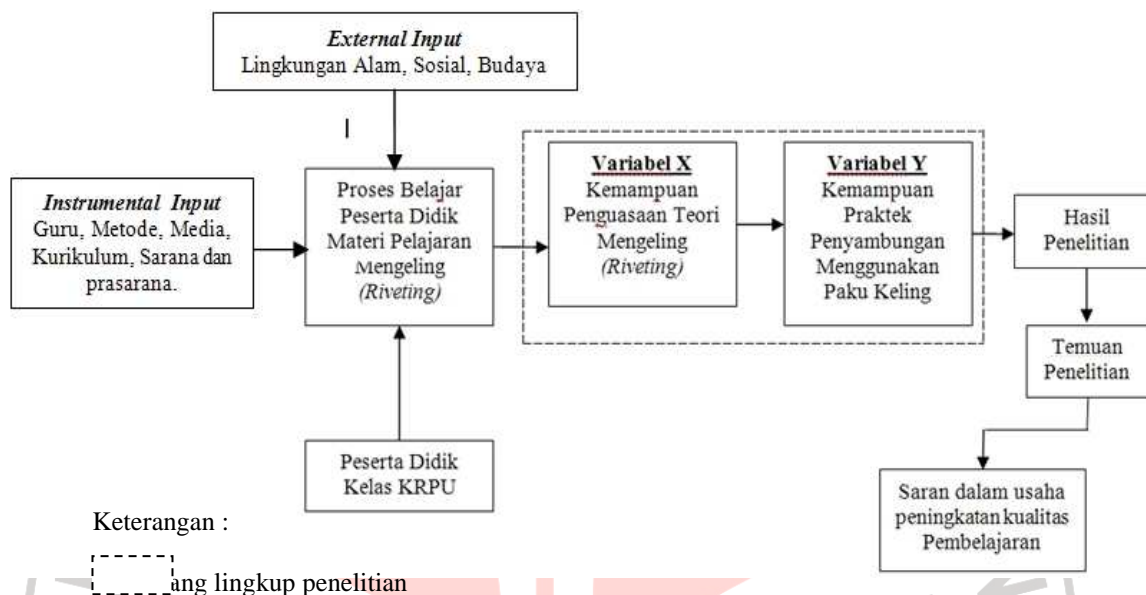 External Input
Lingkungan Alam, Sosial, Budaya
Instrumental Input
Guru, Metode, Media,
Kurikulum, Sarana dan
prasarana.
Proses Belajar
Peserta Didik
Materi Pelajaran
Mengeling
(Riveting)
Peserta Didik
Kelas KRPU
Variabel X
Kemampuan
Penguasaan Teori
Mengeling
(Riveting)
Variabel Y
Kemampuan
Praktek
Penyambungan
Menggunakan
Paku Keling
Hasil
Penelitian
Temuan
Penelitian
Saran dalam usaha
peningkatan kualitas
Pembelajaran
Keterangan :
ang lingkup penelitian